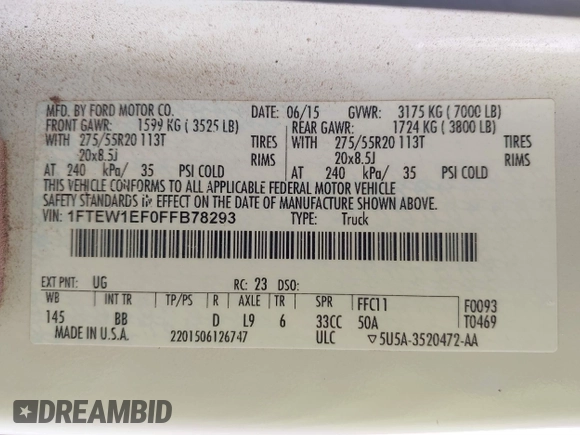 MFD. BY FORD MOTOR CO. DATE: 06/15 GVWR: 3175 KG ( 7000 LB)
FRONT GAWR: 1599 KG ( 3525 LB) REAR GAWR: 1724 KG ( 3800 LB)
WITH 275/55R20 113T TIRES WITH 275/55R20 113T TIRES
20x8.5J RIMS 20x8.5J RIMS
AT 240 kPa/ 35 PSI COLD AT 240 kPa/ 35 PSI COLD
THIS VEHICLE CONFORMS TO ALL APPLICABLE FEDERAL MOTOR VEHICLE
SAFETY STANDARDS IN EFFECT ON THE DATE OF MANUFACTURE SHOWN ABOVE.
VIN: 1FTEW1EF0FFB78293 TYPE: Truck
EXT PNT: UG RC: 23 DSO:
WB INT TR TP/PS R AXLE TR SPR FFC11 F0093
145 BB D L9 6 33CC 50A T0469
MADE IN U.S.A. 2201506126747 ULC ▽5U5A-3520472-AA
DREAMBID